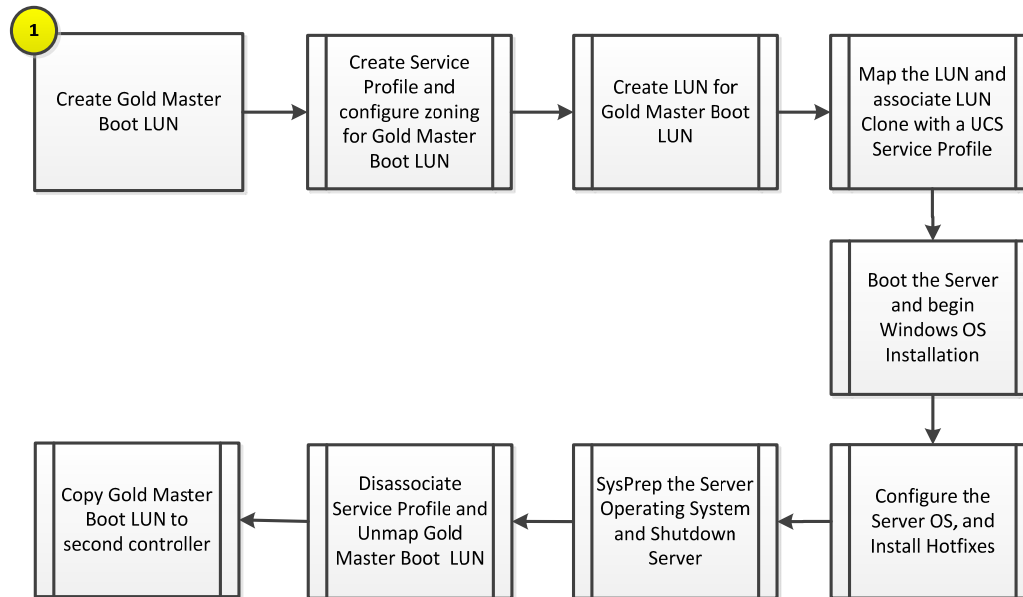 1
Create Gold Master
Boot LUN
Create Service
Profile and
configure zoning
for Gold Master
Boot LUN
Create LUN for
Gold Master Boot
LUN
Map the LUN and
associate LUN
Clone with a UCS
Service Profile
Boot the Server
and begin
Windows OS
Installation
Configure the
Server OS, and
Install Hotfixes
SysPrep the Server
Operating System
and Shutdown
Server
Disassociate
Service Profile and
Unmap Gold
Master Boot LUN
Copy Gold Master
Boot LUN to
second controller